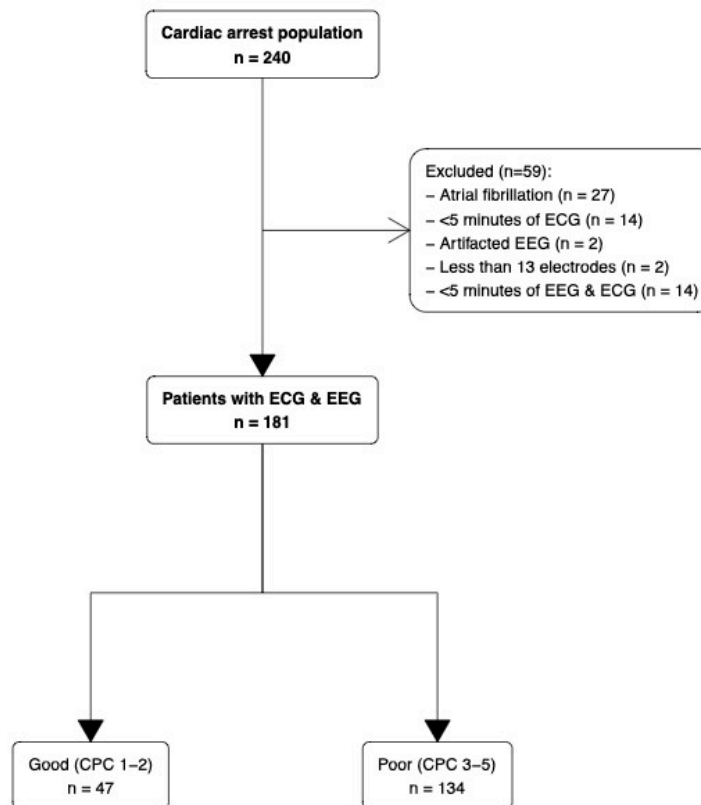 Cardiac arrest population
n = 240
Excluded (n=59):
– Atrial fibrillation (n = 27)
– <5 minutes of ECG (n = 14)
– Artifacted EEG (n = 2)
– Less than 13 electrodes (n = 2)
– <5 minutes of EEG & ECG (n = 14)
Patients with ECG & EEG
n = 181
Good (CPC 1–2)
n = 47
Poor (CPC 3–5)
n = 134